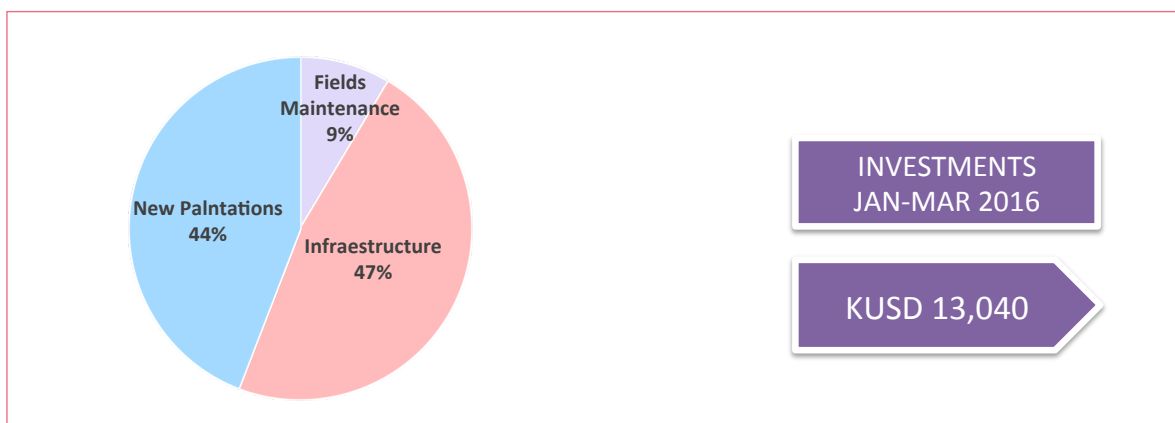 Fields
Maintenance
9%
New Palntations
44%
Infraestructure
47%
INVESTMENTS
JAN-MAR 2016
KUSD 13,040